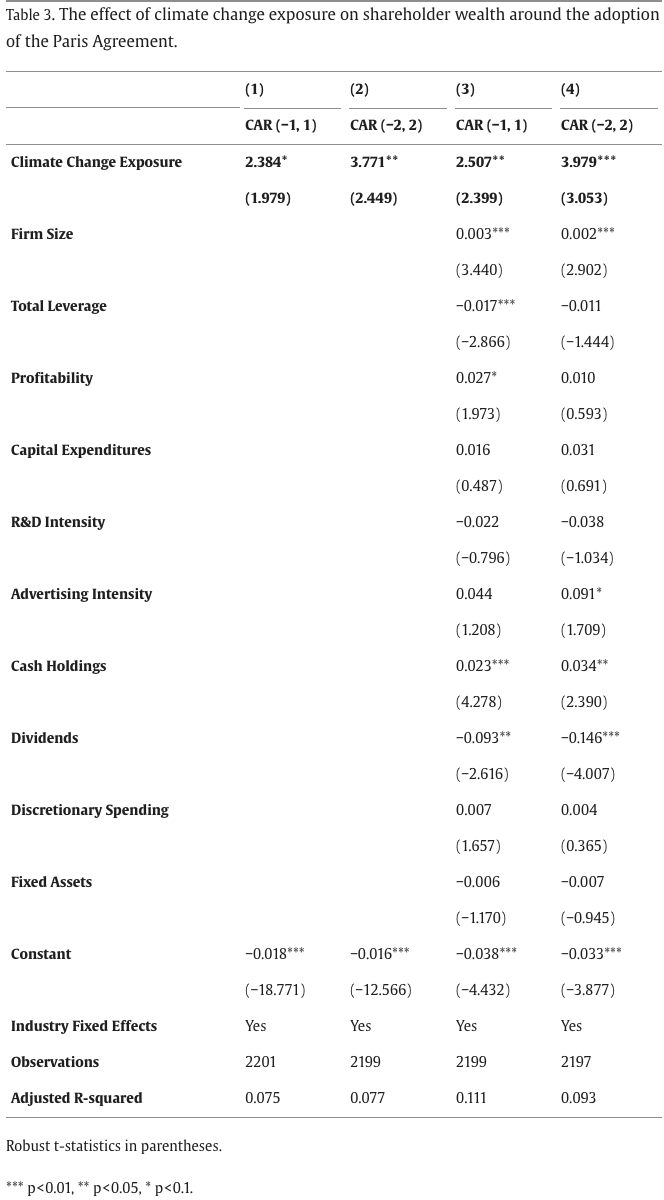 Table 3. The effect of climate change exposure on shareholder wealth around the adoption
of the Paris Agreement.
(1) (2) (3) (4)
CAR (−1, 1) CAR (−2, 2) CAR (−1, 1) CAR (−2, 2)
Climate Change Exposure 2.384* 3.771** 2.507** 3.979***
(1.979) (2.449) (2.399) (3.053)
Firm Size 0.003*** 0.002***
(3.440) (2.902)
Total Leverage −0.017*** −0.011
(−2.866) (−1.444)
Profitability 0.027* 0.010
(1.973) (0.593)
Capital Expenditures 0.016 0.031
(0.487) (0.691)
R&D Intensity −0.022 −0.038
(−0.796) (−1.034)
Advertising Intensity 0.044 0.091*
(1.208) (1.709)
Cash Holdings 0.023*** 0.034**
(4.278) (2.390)
Dividends −0.093** −0.146***
(−2.616) (−4.007)
Discretionary Spending 0.007 0.004
(1.657) (0.365)
Fixed Assets −0.006 −0.007
(−1.170) (−0.945)
Constant −0.018*** −0.016*** −0.038*** −0.033***
(−18.771) (−12.566) (−4.432) (−3.877)
Industry Fixed Effects Yes Yes Yes Yes
Observations 2201 2199 2199 2197
Adjusted R-squared 0.075 0.077 0.111 0.093
Robust t-statistics in parentheses.
*** p<0.01, ** p<0.05, * p<0.1.